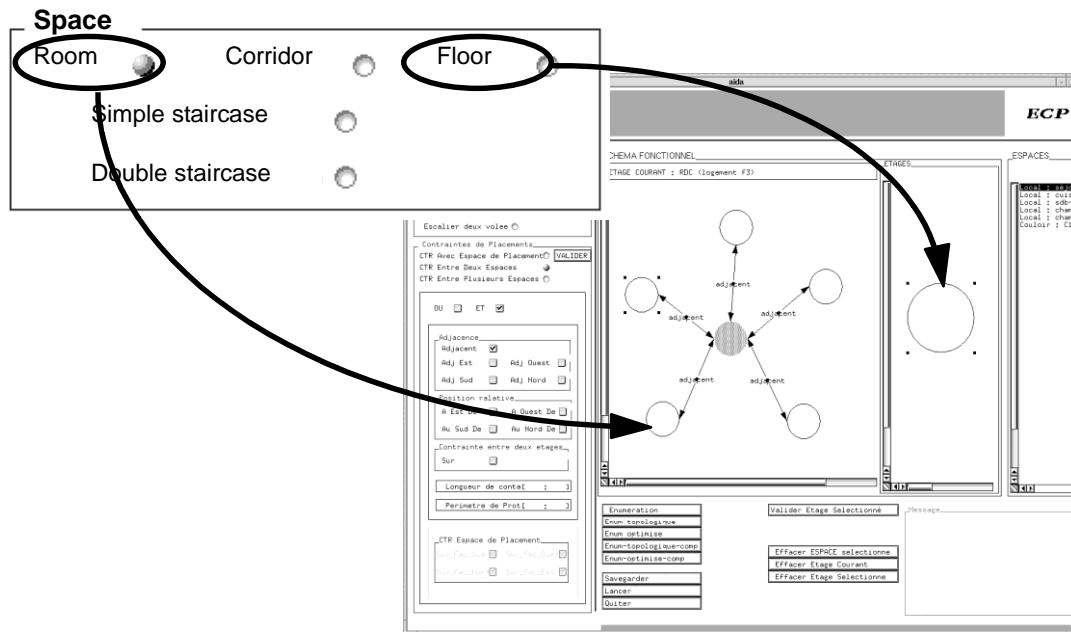 Space
Room Corridor Floor
Simple staircase
Double staircase
aida
ECP
CHEMA FONCTIONNEL
ETAGE COURANT : RDC (logement F3)
ETAGES
ESPACES
Local : séj
Local : cuis
Local : sdb
Local : cham
Local : cham
Couloir :
adjacent
adjacent
adjacent
adjacent
adjacent
Escalier deux volee
Contraintes de Placements
CTR Avec Espace de Placement VALIDER
CTR Entre Deux Espaces
CTR Entre Plusieurs Espaces
OU ET
Adjacence
Adjacent
Adj Est Adj Ouest
Adj Sud Adj Nord
Position relative
A Est De A Ouest De
Au Sud De Au Nord De
Contrainte entre deux etages
Sur
Longueur de conta[ : ]
Perimetre de Prot[ : ]
CTR Espace de Placement
Enumeration
Enum topologique
Enum optimise
Enum-topologique-comp
Enum-optimise-comp
Savegarder
Lancer
Quiter
Valider Etage Selectionné
Effacer ESPACE selectionne
Effacer Etage Courant
Effacer Etage Selectionne
Message